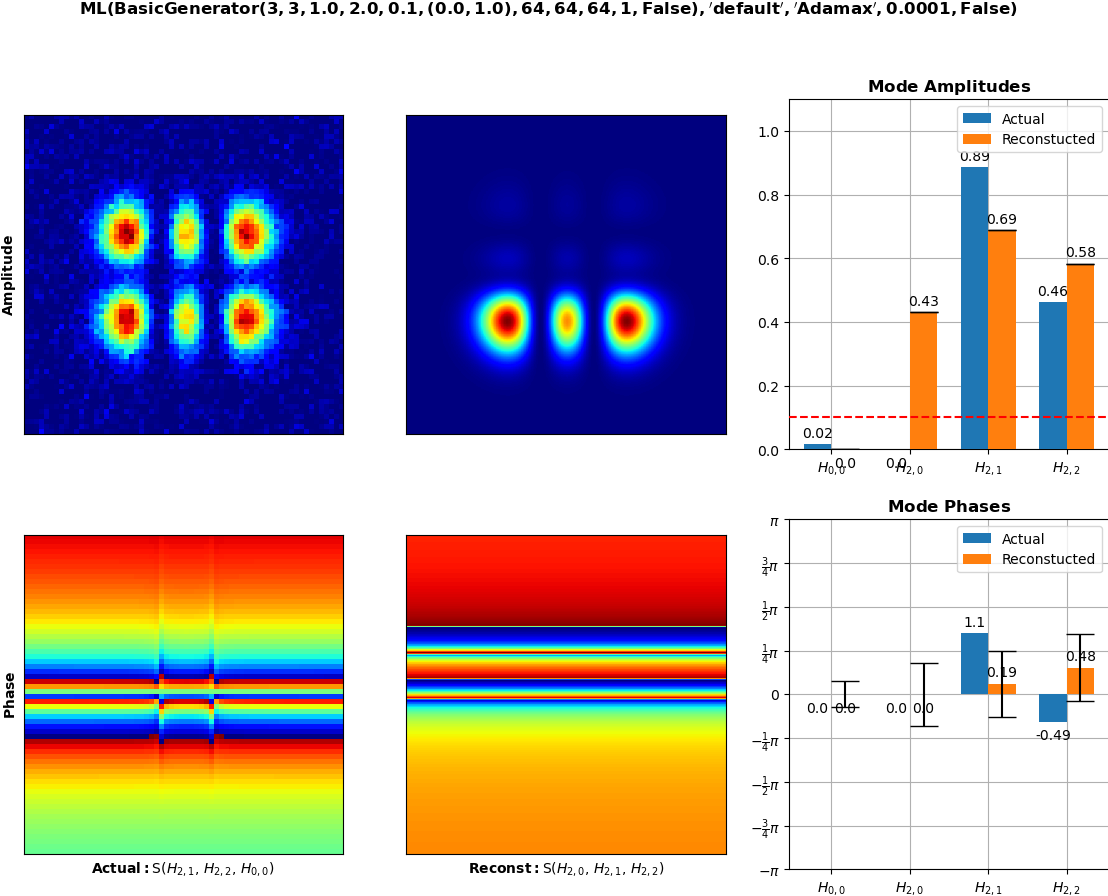 ML(BasicGenerator(3, 3, 1.0, 2.0, 0.1, (0.0, 1.0), 64, 64, 64, 1, False), 'default', 'Adamax', 0.0001, False)
Mode Amplitudes
Amplitude
Actual
Reconstucted
1.0
0.8
0.6
0.4
0.2
0.0
0.89
0.69
0.58
0.46
0.43
0.02
0.0
0.0
H₀,₀
H₂,₀
H₂,₁
H₂,₂
Mode Phases
Phase
Actual
Reconstucted
π
¾π
½π
¼π
0
−¼π
−½π
−¾π
−π
1.1
0.19
0.48
0.0 0.0
0.0 0.0
-0.49
H₀,₀
H₂,₀
H₂,₁
H₂,₂
Actual: S(H₂,₁, H₂,₂, H₀,₀)
Reconst: S(H₂,₀, H₂,₁, H₂,₂)